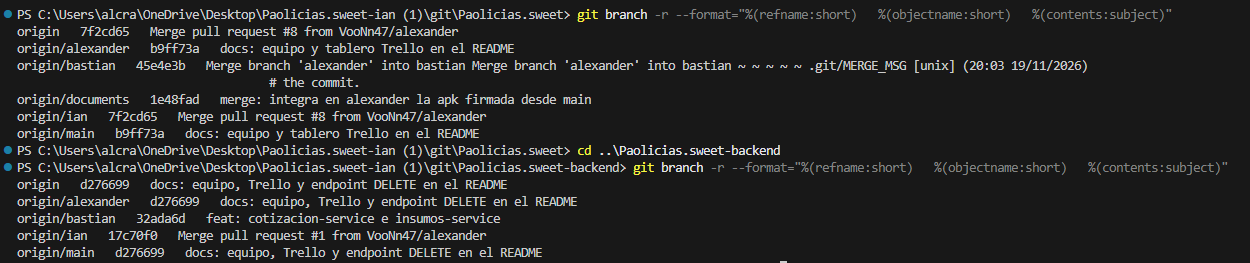 PS C:\Users\alcra\OneDrive\Desktop\Paolicias.sweet-ian (1)\git\Paolicias.sweet> git branch -r --format="%(refname:short)   %(objectname:short)   %(contents:subject)"
origin   7f2cd65   Merge pull request #8 from VooNn47/alexander
origin/alexander   b9ff73a   docs: equipo y tablero Trello en el README
origin/bastian   45e4e3b   Merge branch 'alexander' into bastian Merge branch 'alexander' into bastian ~ ~ ~ ~ ~ .git/MERGE_MSG [unix] (20:03 19/11/2026)
# the commit.
origin/documents   1e48fad   merge: integra en alexander la apk firmada desde main
origin/ian   7f2cd65   Merge pull request #8 from VooNn47/alexander
origin/main   b9ff73a   docs: equipo y tablero Trello en el README
PS C:\Users\alcra\OneDrive\Desktop\Paolicias.sweet-ian (1)\git\Paolicias.sweet> cd ..\Paolicias.sweet-backend
PS C:\Users\alcra\OneDrive\Desktop\Paolicias.sweet-ian (1)\git\Paolicias.sweet-backend> git branch -r --format="%(refname:short)   %(objectname:short)   %(contents:subject)"
origin   d276699   docs: equipo, Trello y endpoint DELETE en el README
origin/alexander   d276699   docs: equipo, Trello y endpoint DELETE en el README
origin/bastian   32ada6d   feat: cotizacion-service e insumos-service
origin/ian   17c70f0   Merge pull request #1 from VooNn47/alexander
origin/main   d276699   docs: equipo, Trello y endpoint DELETE en el README